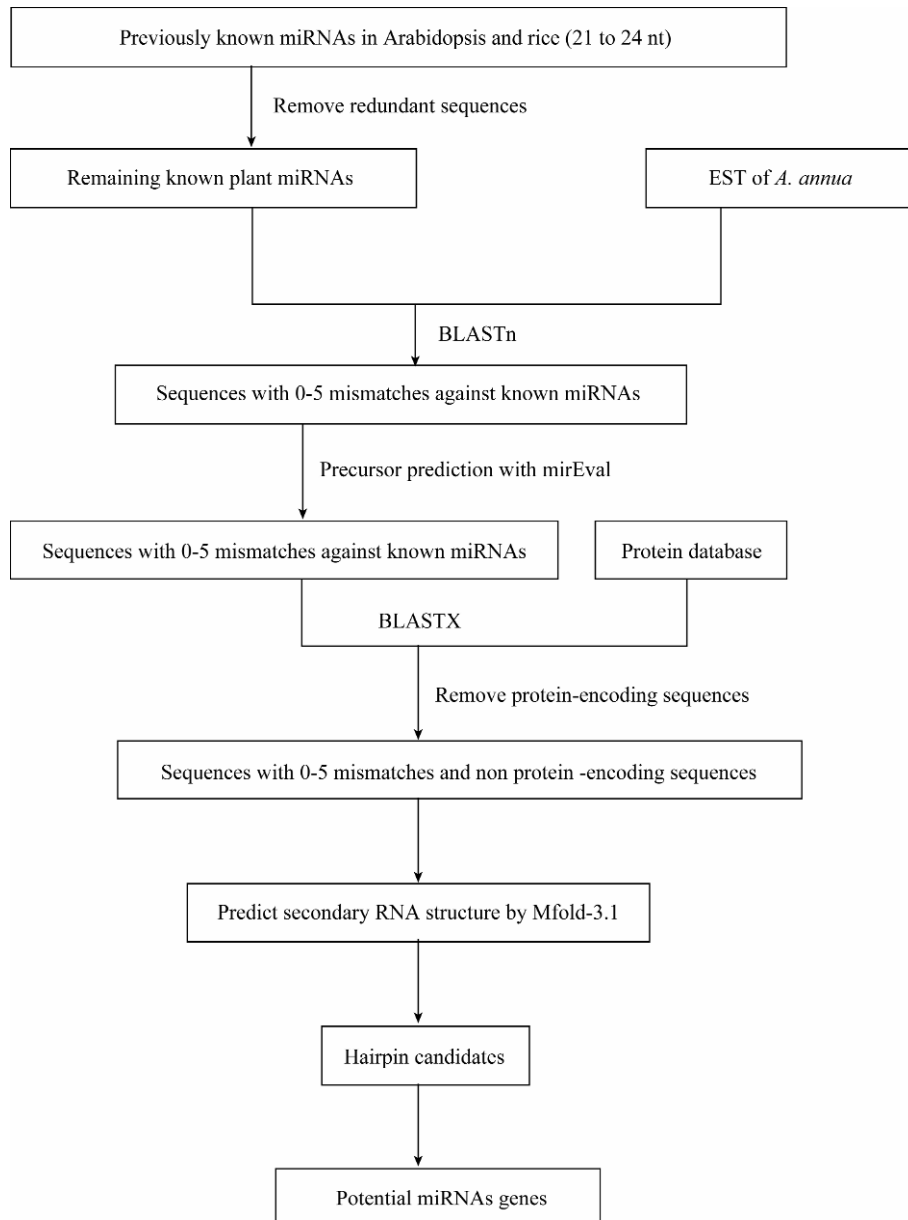 Previously known miRNAs in Arabidopsis and rice (21 to 24 nt)
Remove redundant sequences
Remaining known plant miRNAs
EST of A. annua
BLASTn
Sequences with 0-5 mismatches against known miRNAs
Precursor prediction with mirEval
Sequences with 0-5 mismatches against known miRNAs
Protein database
BLASTX
Remove protein-encoding sequences
Sequences with 0-5 mismatches and non protein -encoding sequences
Predict secondary RNA structure by Mfold-3.1
Hairpin candidates
Potential miRNAs genes